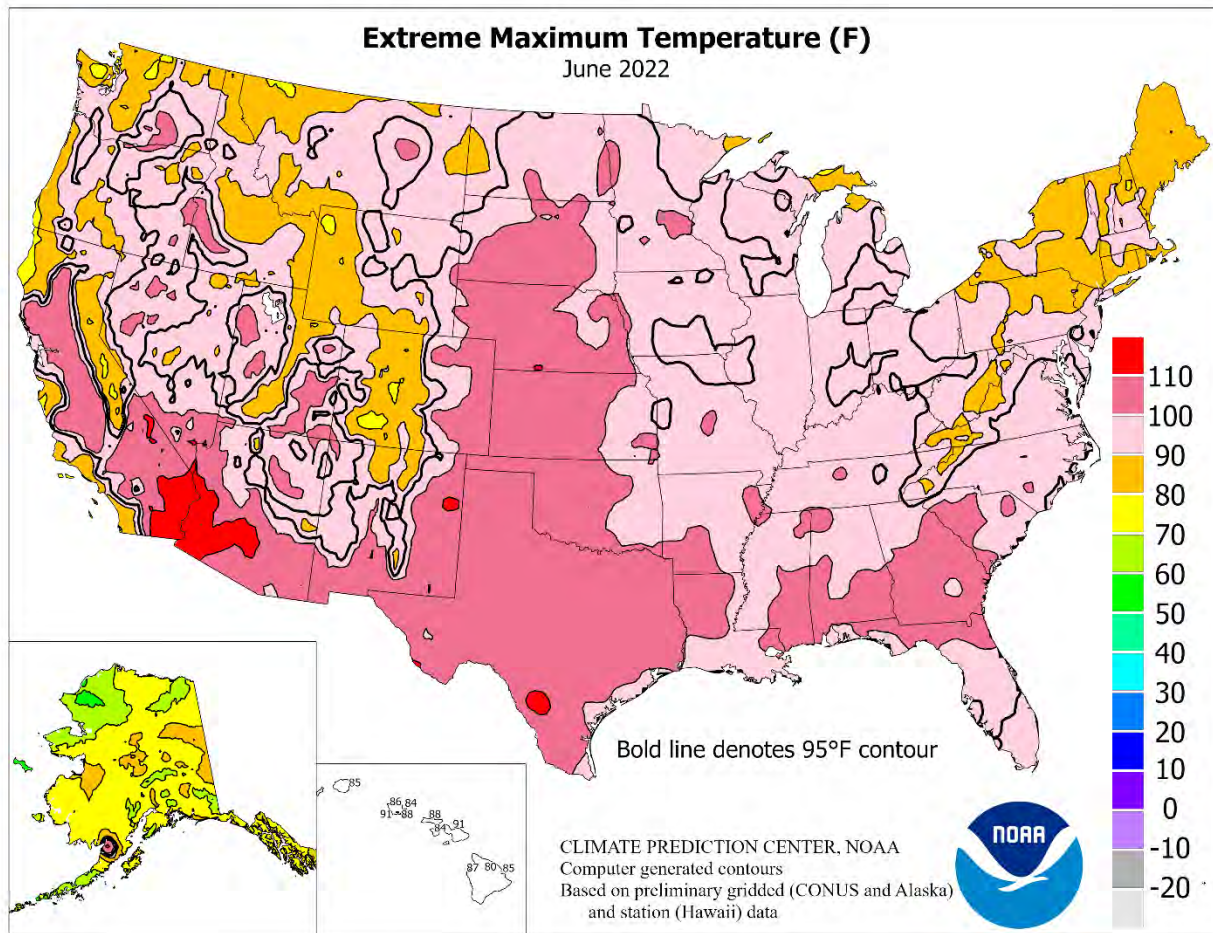 Extreme Maximum Temperature (F)
June 2022
110
100
90
80
70
60
50
40
30
20
10
0
-10
-20
Bold line denotes 95°F contour
85
86 84
91 88
88
84 91
87 80 85
CLIMATE PREDICTION CENTER, NOAA
Computer generated contours
Based on preliminary gridded (CONUS and Alaska)
and station (Hawaii) data
NOAA